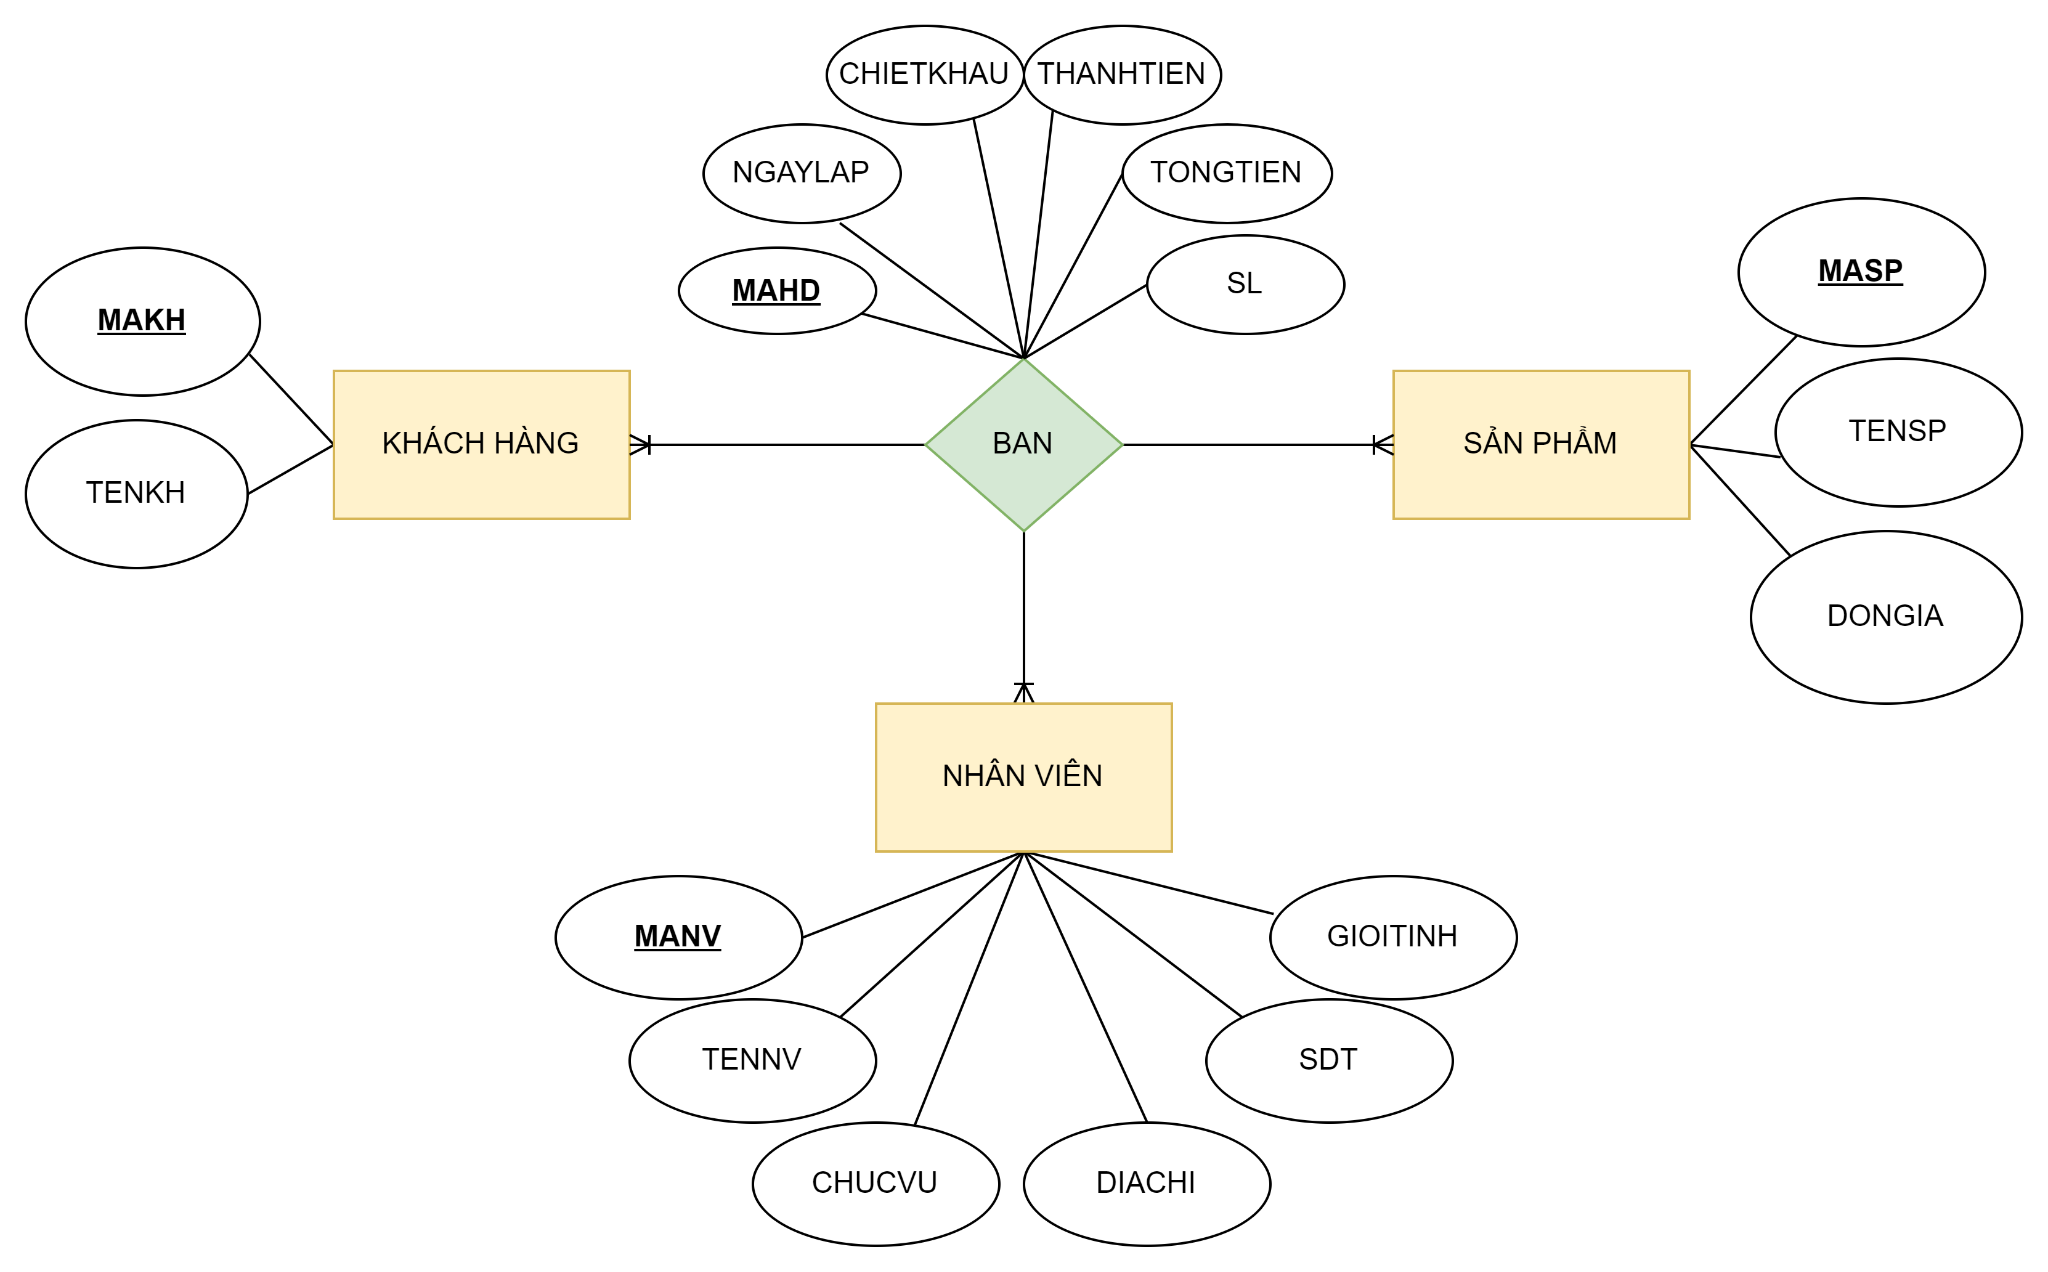 CHIETKHAU
THANHTIEN
NGAYLAP
TONGTIEN
MAHD
SL
MASP
MAKH
TENSP
KHÁCH HÀNG
BAN
SẢN PHẨM
TENKH
DONGIA
NHÂN VIÊN
MANV
GIOITINH
TENNV
SDT
CHUCVU
DIACHI